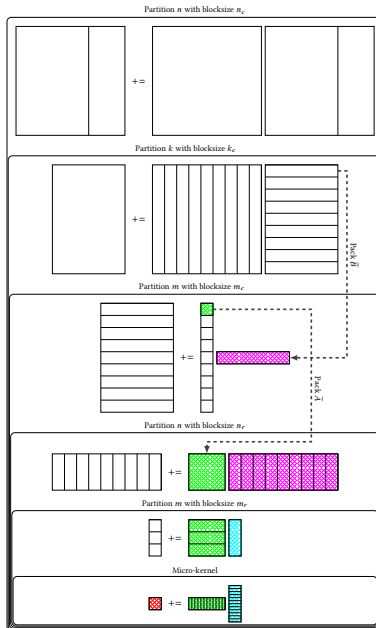 Partition n with blocksize n_c
+=
Partition k with blocksize k_c
+=
Pack B̃
Partition m with blocksize m_c
+=
Pack Ã
Partition n with blocksize n_r
+=
Partition m with blocksize m_r
+=
Micro-kernel
+=